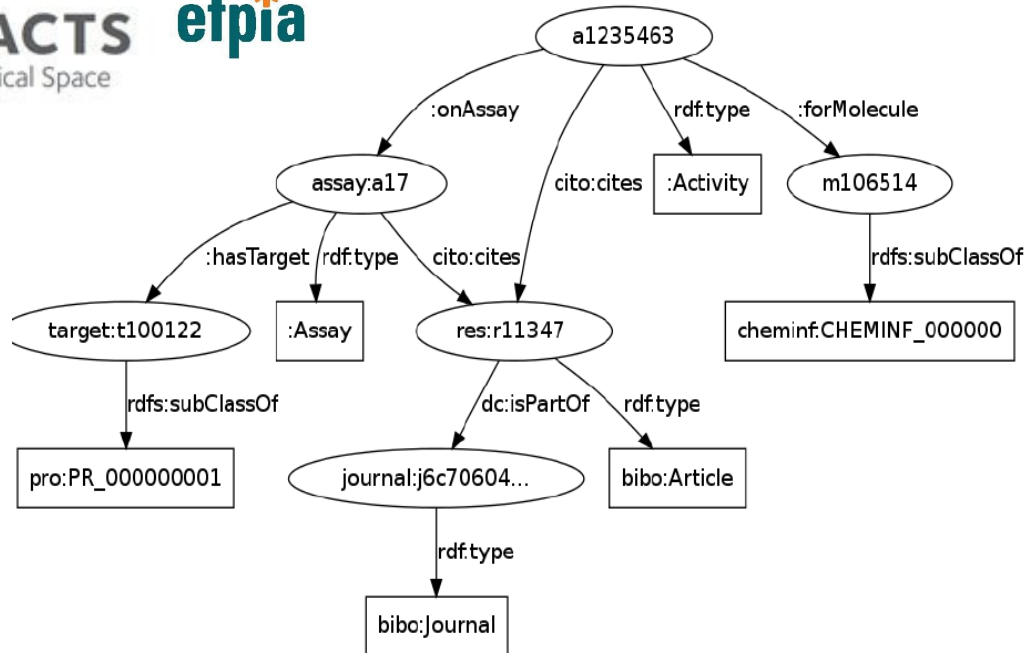 ACTS
ical Space
efpia
a1235463
:onAssay
rdf:type
:forMolecule
assay:a17
cito:cites
:Activity
m106514
:hasTarget
rdf:type
cito:cites
rdfs:subClassOf
target:t100122
:Assay
res:r11347
cheminf:CHEMINF_000000
rdfs:subClassOf
dc:isPartOf
rdf:type
pro:PR_000000001
journal:j6c70604...
bibo:Article
rdf:type
bibo:Journal